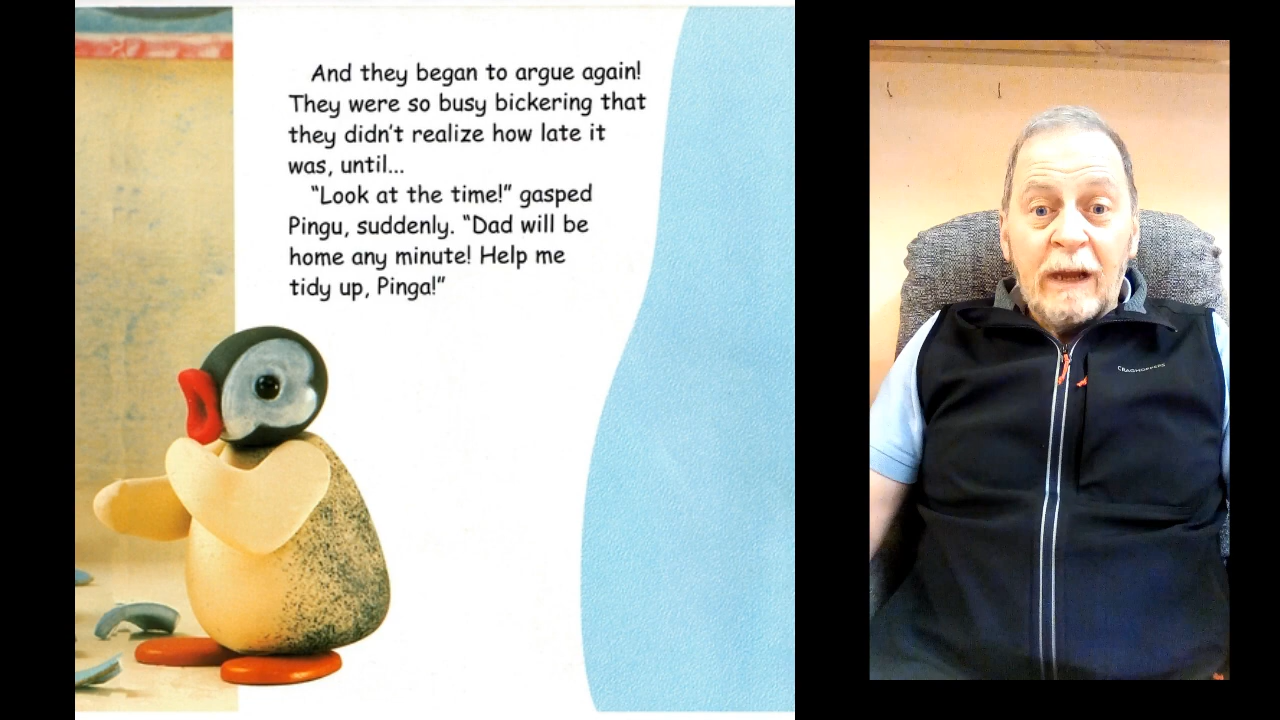 And they began to argue again!
They were so busy bickering that
they didn't realize how late it
was, until...
"Look at the time!" gasped
Pingu, suddenly. "Dad will be
home any minute! Help me
tidy up, Pinga!"
CRAGHOPPERS